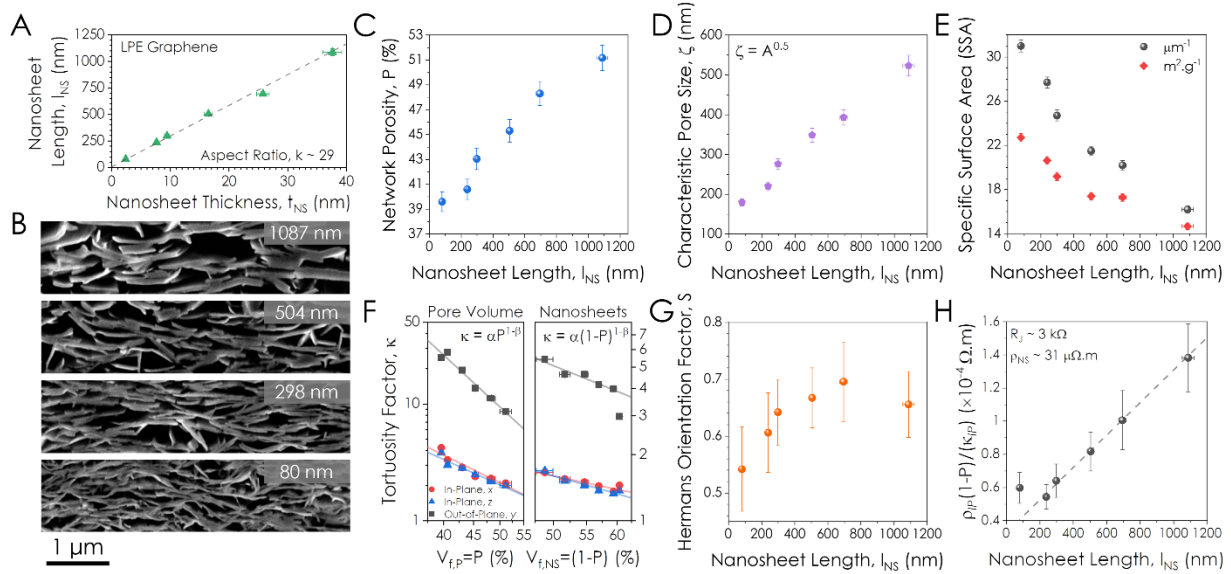 A
LPE Graphene
Aspect Ratio, k ~ 29
Nanosheet
Length, l_NS (nm)
1250
1000
750
500
250
0
0 10 20 30 40
Nanosheet Thickness, t_NS (nm)
B
1087 nm
504 nm
298 nm
80 nm
1 μm
C
Network Porosity, P (%)
53
51
49
47
45
43
41
39
37
0 200 400 600 800 1000 1200
Nanosheet Length, l_NS (nm)
D
ζ = A^0.5
Characteristic Pore Size, ζ (nm)
600
500
400
300
200
100
0 200 400 600 800 1000 1200
Nanosheet Length, l_NS (nm)
E
μm^-1
m^2.g^-1
Specific Surface Area (SSA)
30
27
24
21
18
15
0 200 400 600 800 1000 1200
Nanosheet Length, l_NS (nm)
F
Pore Volume
Nanosheets
κ = αP^1-β
κ = α(1-P)^1-β
Tortuosity Factor, κ
50
10
1
7
6
5
4
3
2
1
In-Plane, x
In-Plane, z
Out-of-Plane, y
40 45 50 55
50 55 60
V_f,P=P (%)
V_f,NS=(1-P) (%)
G
Hermans Orientation Factor, S
0.8
0.7
0.6
0.5
0 200 400 600 800 1000 1200
Nanosheet Length, l_NS (nm)
H
R_J ~ 3 kΩ
ρ_NS ~ 31 μΩ.m
ρ_IP(1-P)/(κ_IP) (×10^-4 Ω.m)
1.6
1.4
1.2
1.0
0.8
0.6
0.4
0 200 400 600 800 1000 1200
Nanosheet Length, l_NS (nm)